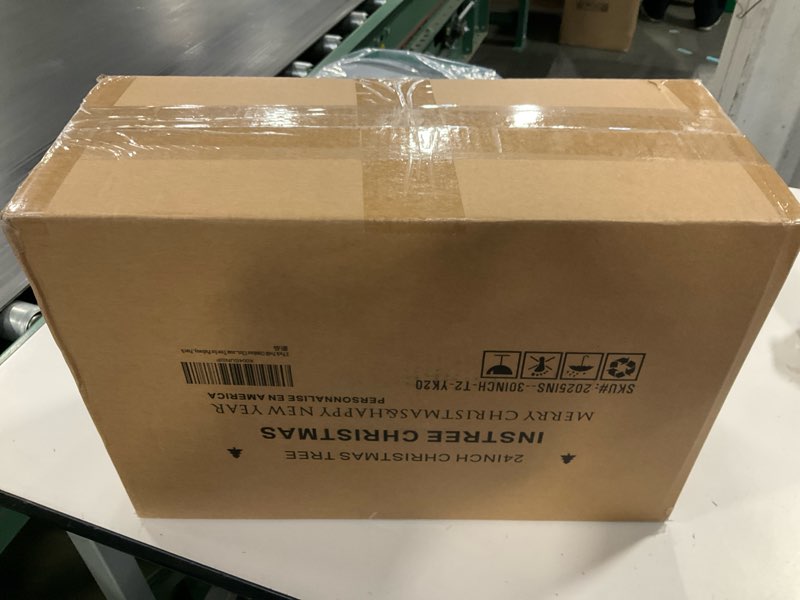 24INCH CHRISTMAS TREE
INSTREE CHRISTMAS
MERRY CHRISTMAS&HAPPY NEW YEAR
PERSONNALISE EN AMERICA
SKU#: 2025INS--30INCH-T2-YK20